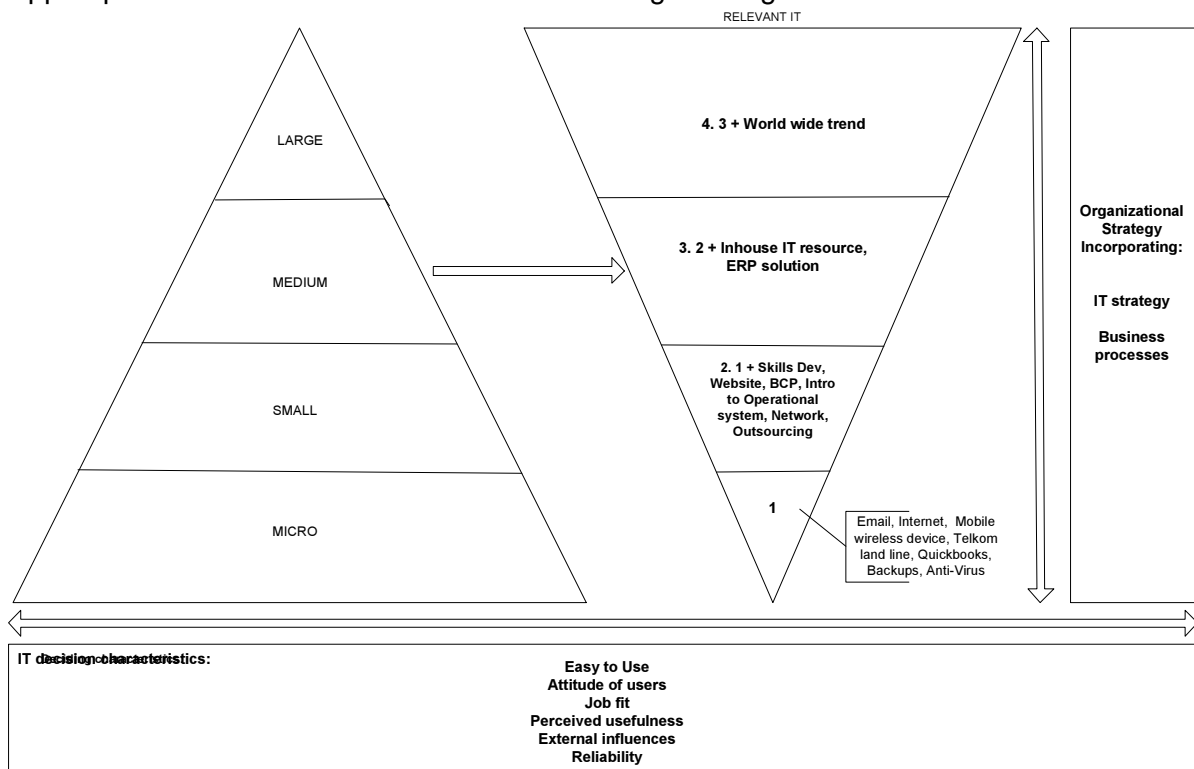 RELEVANT IT
LARGE
MEDIUM
SMALL
MICRO
4. 3 + World wide trend
3. 2 + Inhouse IT resource,
ERP solution
2. 1 + Skills Dev,
Website, BCP, Intro
to Operational
system, Network,
Outsourcing
1
Email, Internet, Mobile
wireless device, Telkom
land line, Quickbooks,
Backups, Anti-Virus
Organizational
Strategy
Incorporating:
IT strategy
Business
processes
IT decision characteristics:
Easy to Use
Attitude of users
Job fit
Perceived usefulness
External influences
Reliability